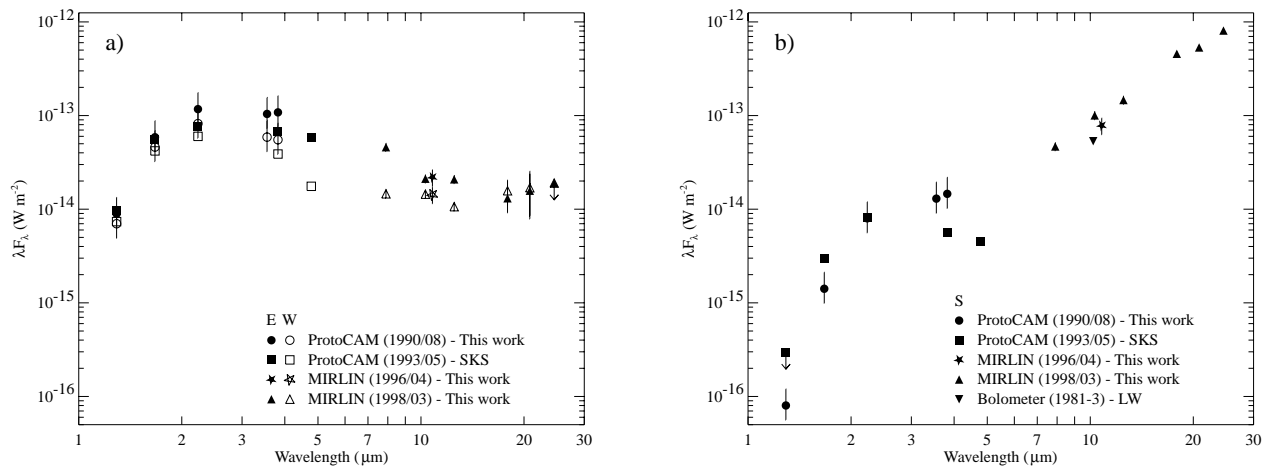 a)
10⁻¹²
10⁻¹³
10⁻¹⁴
10⁻¹⁵
10⁻¹⁶
λFλ (W m⁻²)
E W
ProtoCAM (1990/08) - This work
ProtoCAM (1993/05) - SKS
MIRLIN (1996/04) - This work
MIRLIN (1998/03) - This work
1 2 3 4 5 7 10 20 30
Wavelength (μm)
b)
10⁻¹²
10⁻¹³
10⁻¹⁴
10⁻¹⁵
10⁻¹⁶
λFλ (W m⁻²)
S
ProtoCAM (1990/08) - This work
ProtoCAM (1993/05) - SKS
MIRLIN (1996/04) - This work
MIRLIN (1998/03) - This work
Bolometer (1981-3) - LW
1 2 3 4 5 7 10 20 30
Wavelength (μm)